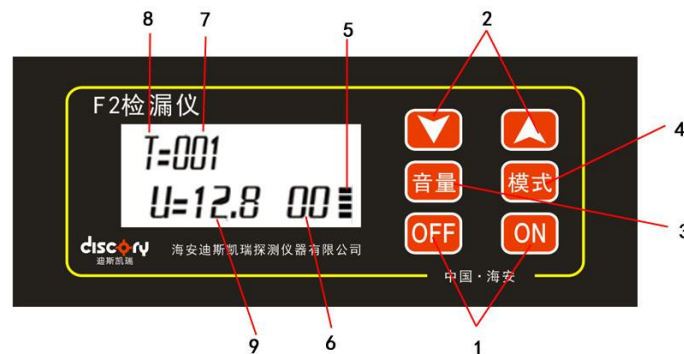 8 7 5 2
F2检漏仪
T=001
U=12.8 00
音量 模式
4
3
OFF ON
discory
迪斯凯瑞
海安迪斯凯瑞探测仪器有限公司
中国·海安
9 6 1